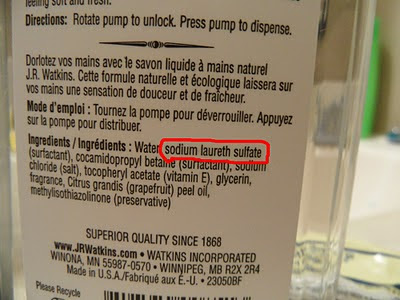 feeling soft and fresh.
Directions: Rotate pump to unlock. Press pump to dispense.
Dorlotez vos mains avec le savon liquide à mains naturel
J.R. Watkins. Cette formule naturelle et écologique laissera sur
vos mains une sensation de douceur et de fraîcheur.
Mode d'emploi : Tournez la pompe pour déverrouiller. Appuyez
sur la pompe pour distribuer.
Ingredients / Ingrédients : Water, sodium laureth sulfate
(surfactant), cocamidopropyl betaine (surfactant), sodium
chloride (salt), tocopheryl acetate (vitamin E), glycerin,
fragrance, Citrus grandis (grapefruit) peel oil,
methylisothiazolinone (preservative)
SUPERIOR QUALITY SINCE 1868
www.JRWatkins.com • WATKINS INCORPORATED
WINONA, MN 55987-0570 • WINNIPEG, MB R2X 2R4
Made in U.S.A./Fabriqué aux É.-U. • 23050BF
Please Recycle